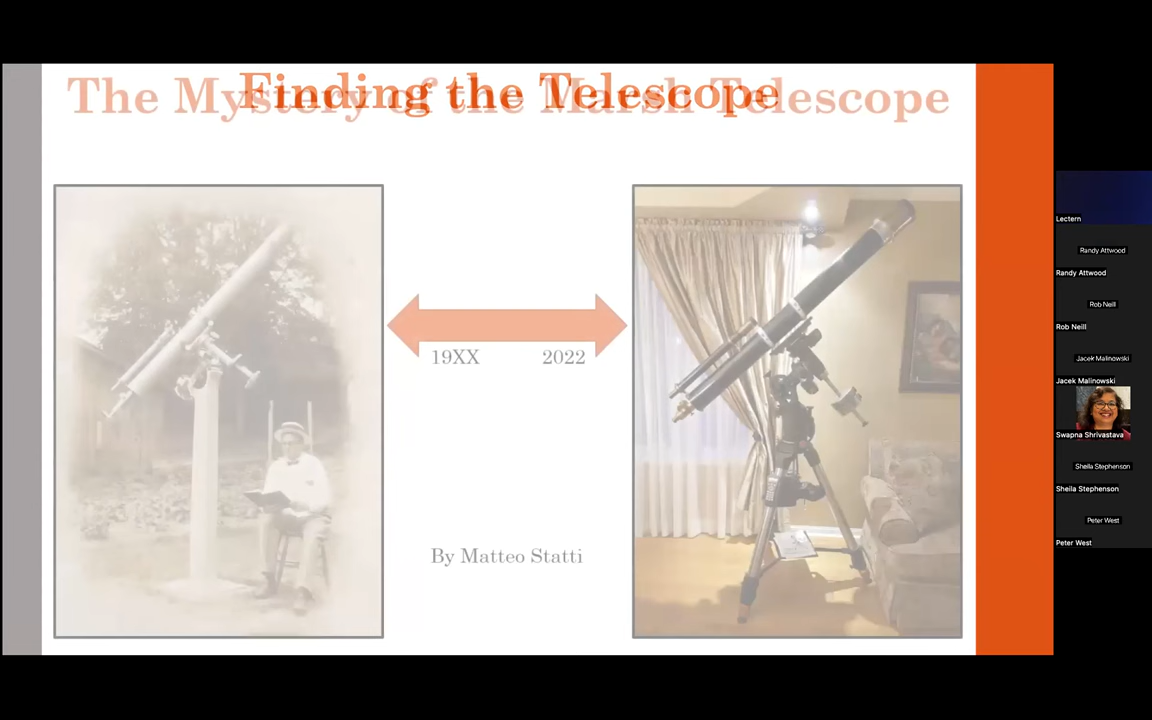 The Mystery of the Marsh Telescope
Finding the Telescope
19XX 2022
By Matteo Statti
Lectern
Randy Attwood
Randy Attwood
Rob Neill
Rob Neill
Jacek Malinowski
Jacek Malinowski
Swapna Shrivastava
Sheila Stephenson
Sheila Stephenson
Peter West
Peter West